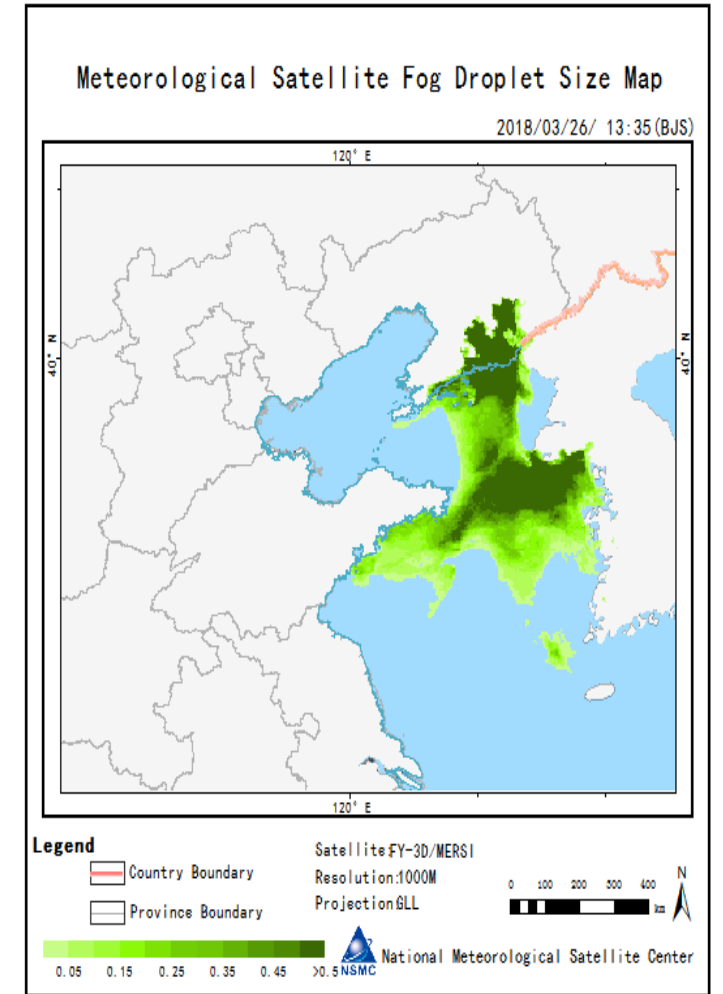 Meteorological Satellite Fog Droplet Size Map
2018/03/26/ 13:35(BJS)
120° E
40° N
40° N
120° E
Legend
Country Boundary
Province Boundary
Satellite:FY-3D/MERSI
Resolution:1000M
Projection:GLL
0 100 200 300 400
km
N
0.05 0.15 0.25 0.35 0.45 >0.5
NSMC
National Meteorological Satellite Center